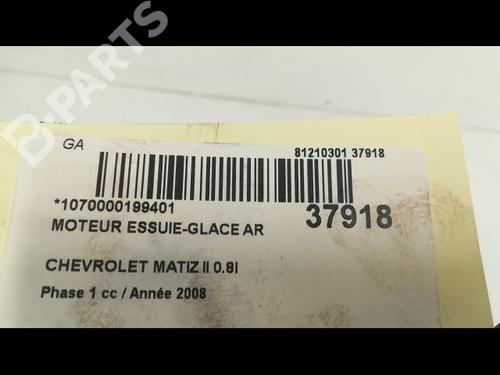 B-PARTS
GA
81210301 37918
*1070000199401
37918
MOTEUR ESSUIE-GLACE AR
CHEVROLET MATIZ II 0.8I
Phase 1 cc / Année 2008